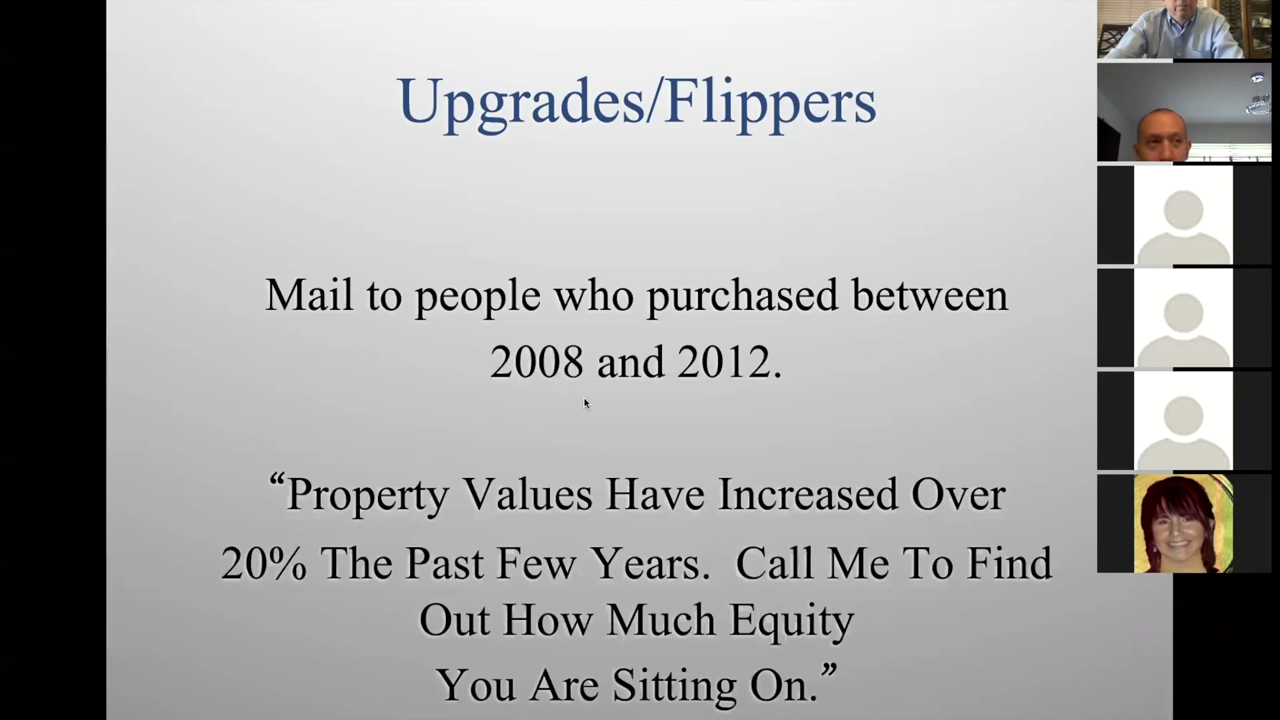 Upgrades/Flippers
Mail to people who purchased between
2008 and 2012.
“Property Values Have Increased Over
20% The Past Few Years.  Call Me To Find
Out How Much Equity
You Are Sitting On.”